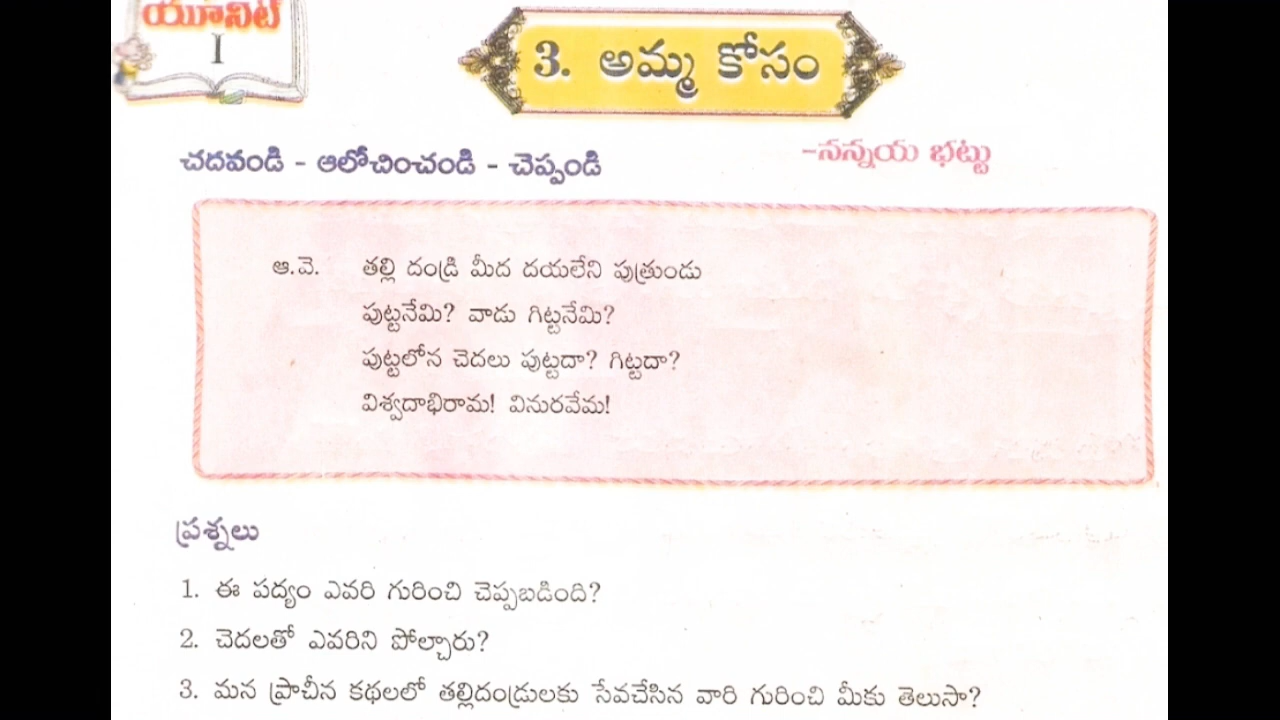 యూనిట్
I
3. అమ్మ కోసం
-నన్నయ భట్టు
చదవండి - ఆలోచించండి - చెప్పండి
ఆ.వె. తల్లి దండ్రి మీద దయలేని పుత్రుండు
పుట్టనేమి? వాడు గిట్టనేమి?
పుట్టలోన చెదలు పుట్టదా? గిట్టదా?
విశ్వదాభిరామ! వినురవేమ!
ప్రశ్నలు
1. ఈ పద్యం ఎవరి గురించి చెప్పబడింది?
2. చెదలతో ఎవరిని పోల్చారు?
3. మన ప్రాచీన కథలలో తల్లిదండ్రులకు సేవచేసిన వారి గురించి మీకు తెలుసా?